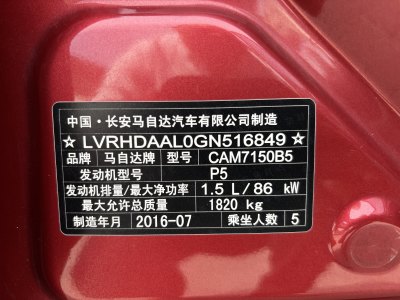 中国·长安马自达汽车有限公司制造
☆LVRHDAAL0GN516849☆
品牌 马自达牌 型号 CAM7150B5
发动机型号 P5
发动机排量/最大净功率 1.5 L/86 kW
最大允许总质量 1820 kg
制造年月 2016-07 乘坐人数 5